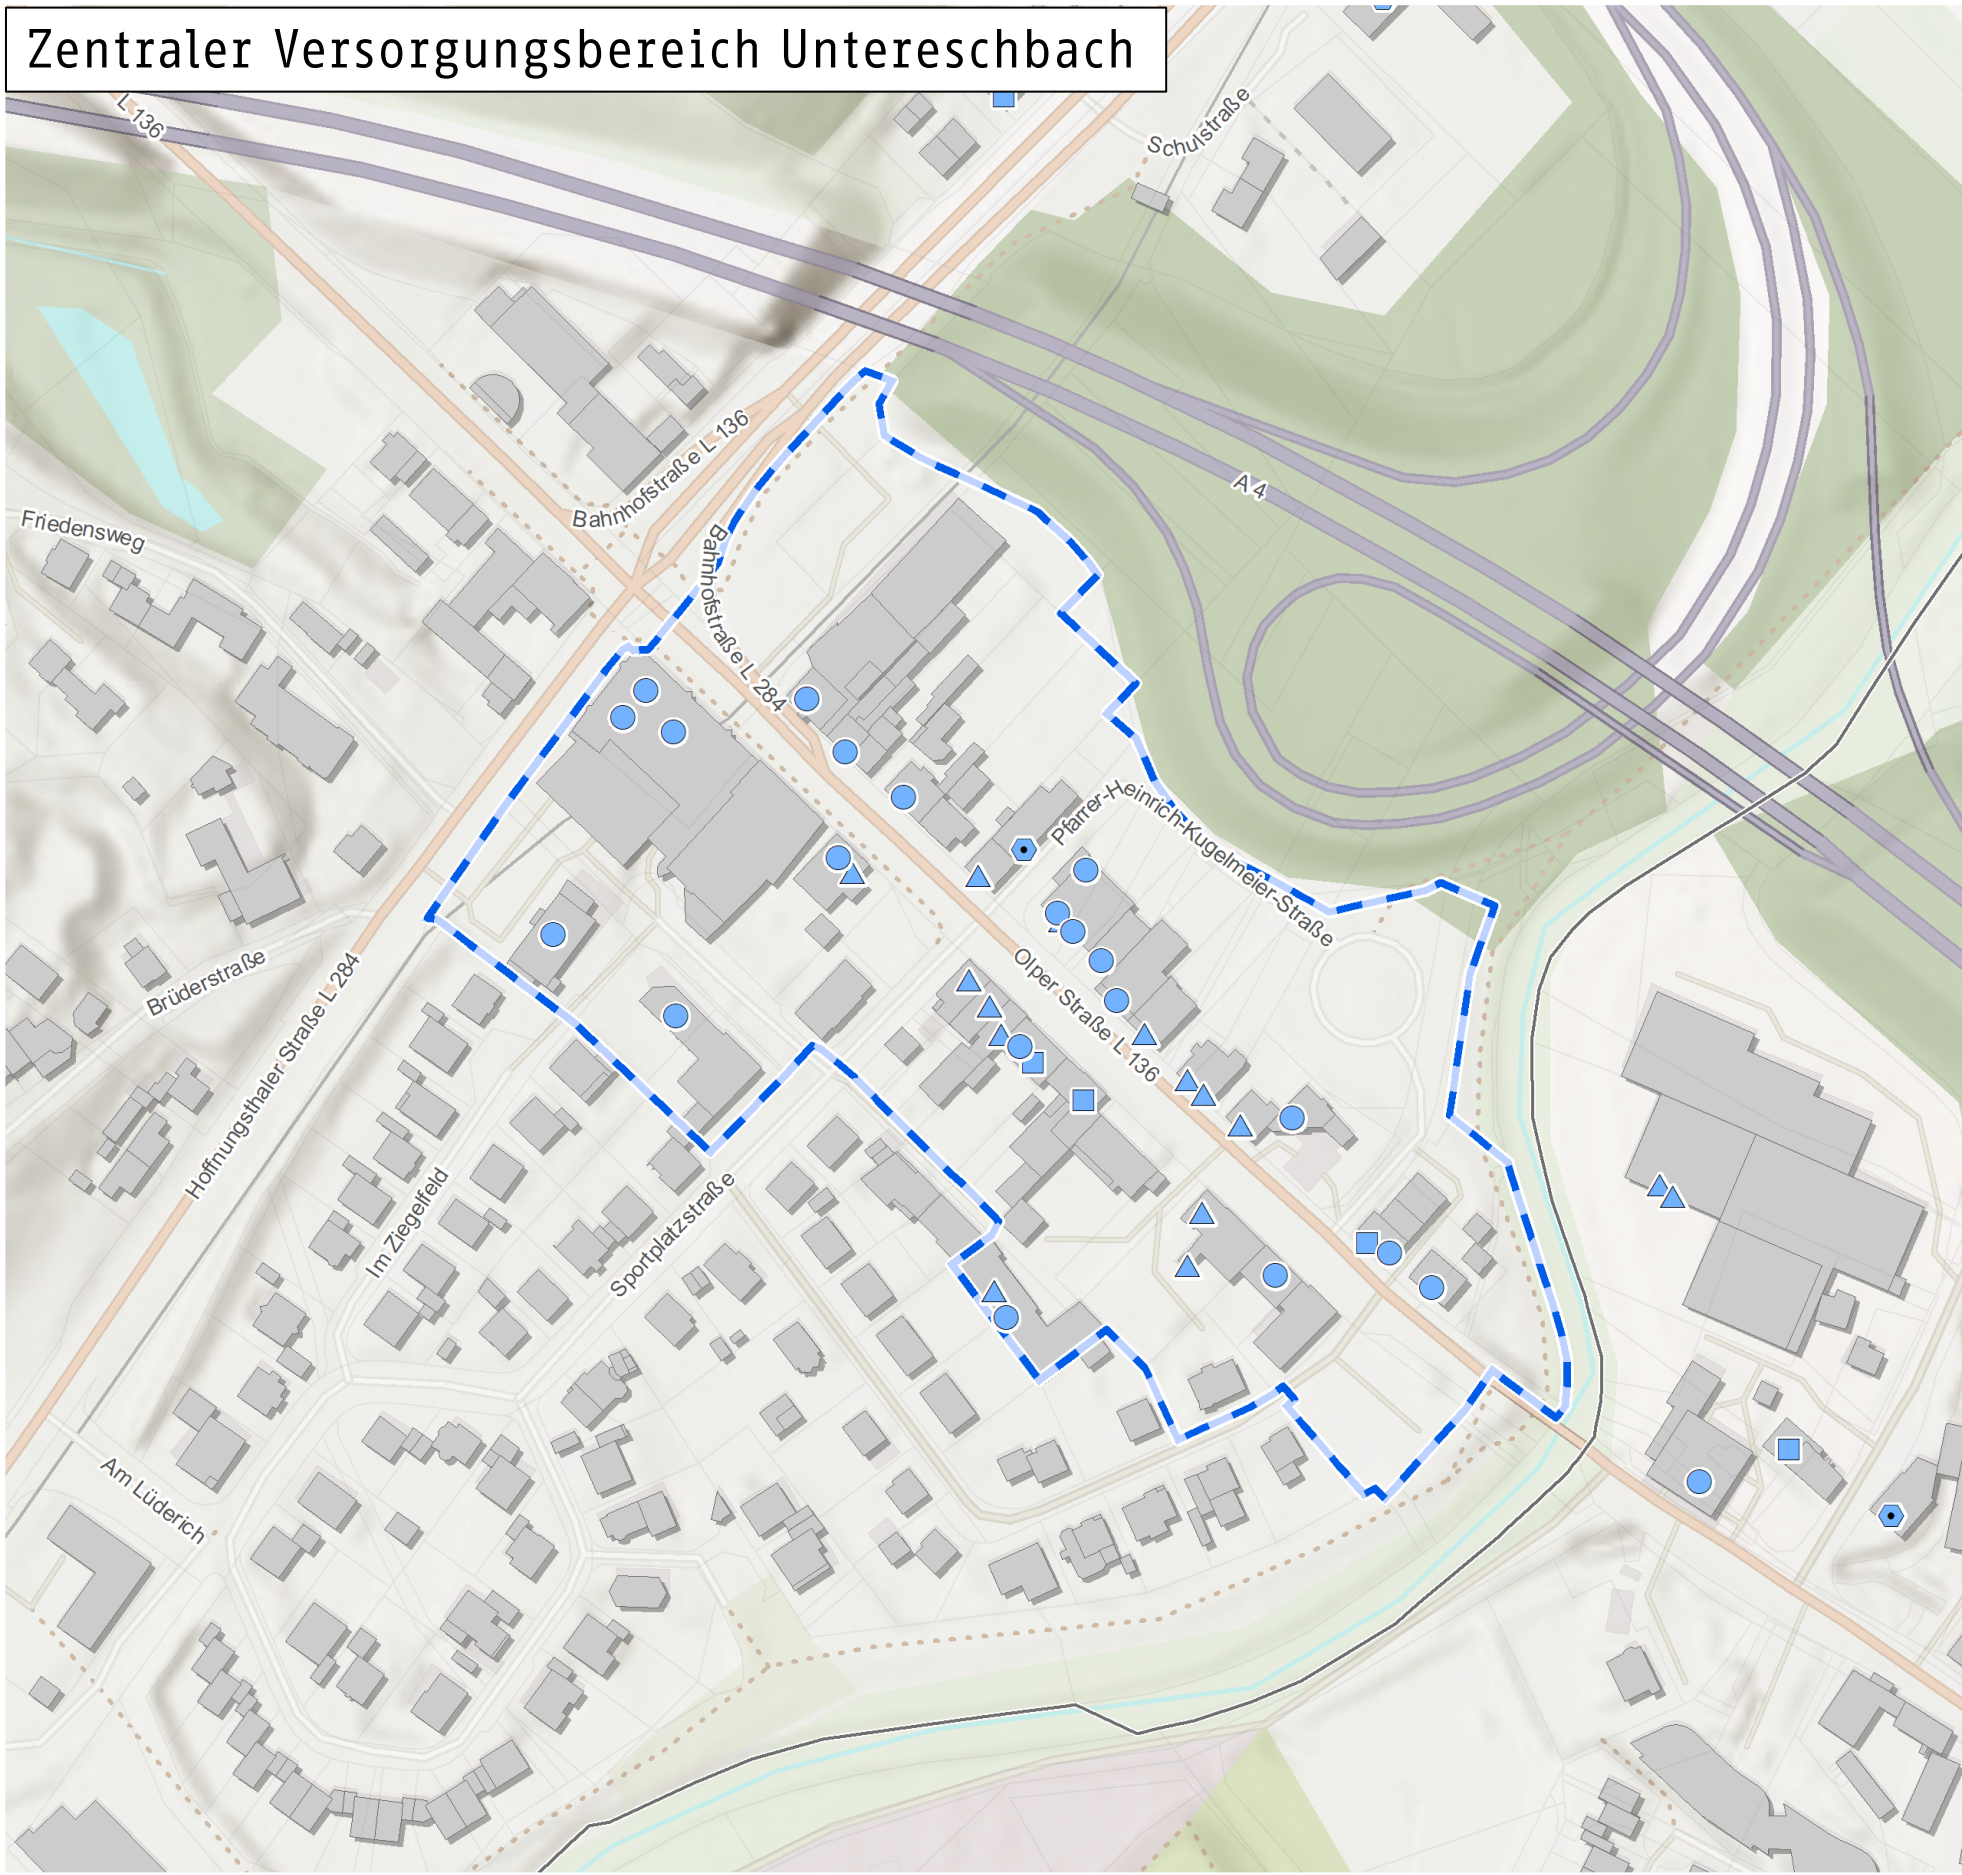 Zentraler Versorgungsbereich Untereschbach
L 136
Schulstraße
Bahnhofstraße L 136
A 4
Friedensweg
Bahnhofstraße L 284
Pfarrer-Heinrich-Kugelmeier-Straße
Brüderstraße
Olper Straße L 136
Hoffnungsthaler Straße L 284
Im Ziegelfeld
Sportplatzstraße
Am Lüderich